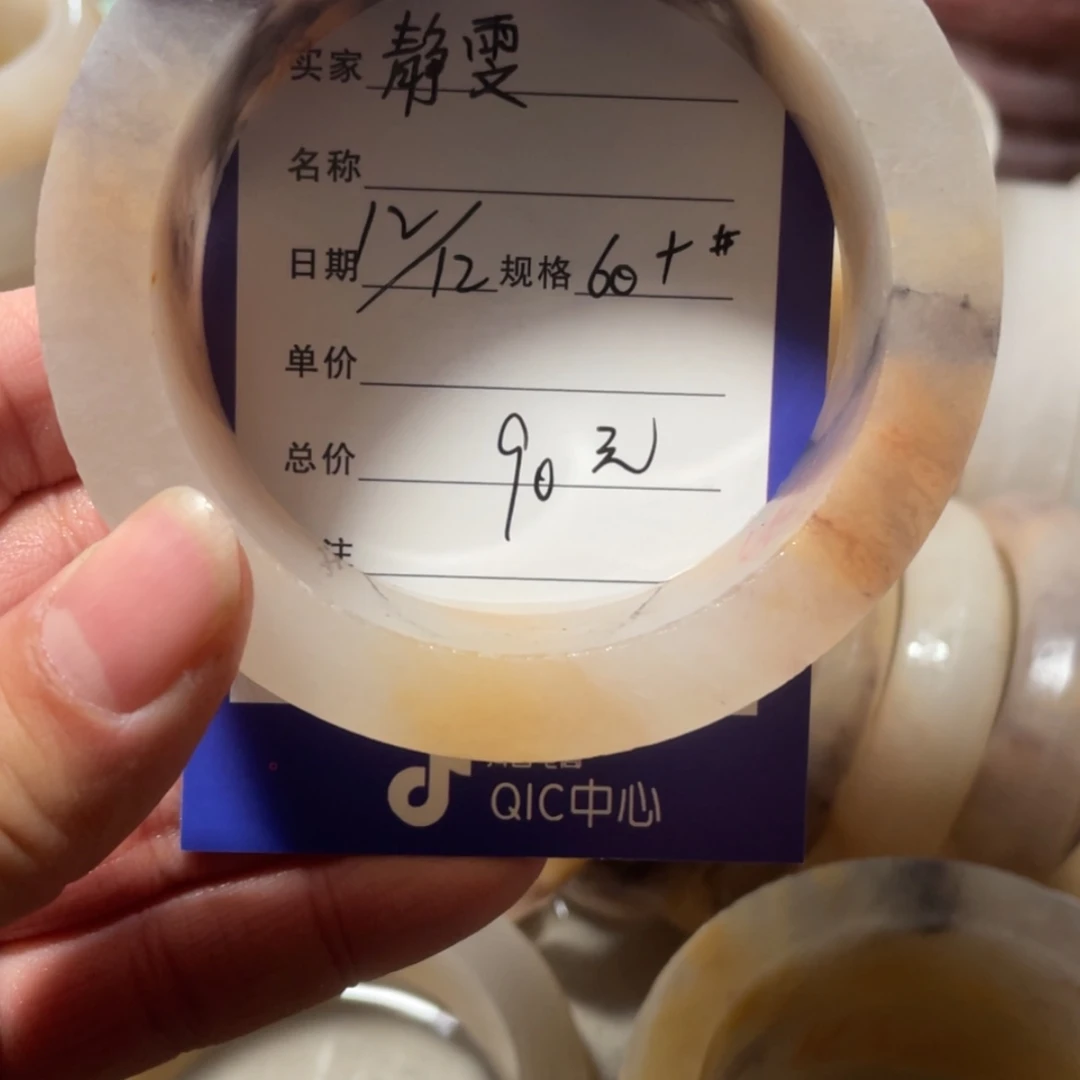 买家 静雯
名称
日期 12/12 规格 60+#
单价
总价 90元
注
QIC中心